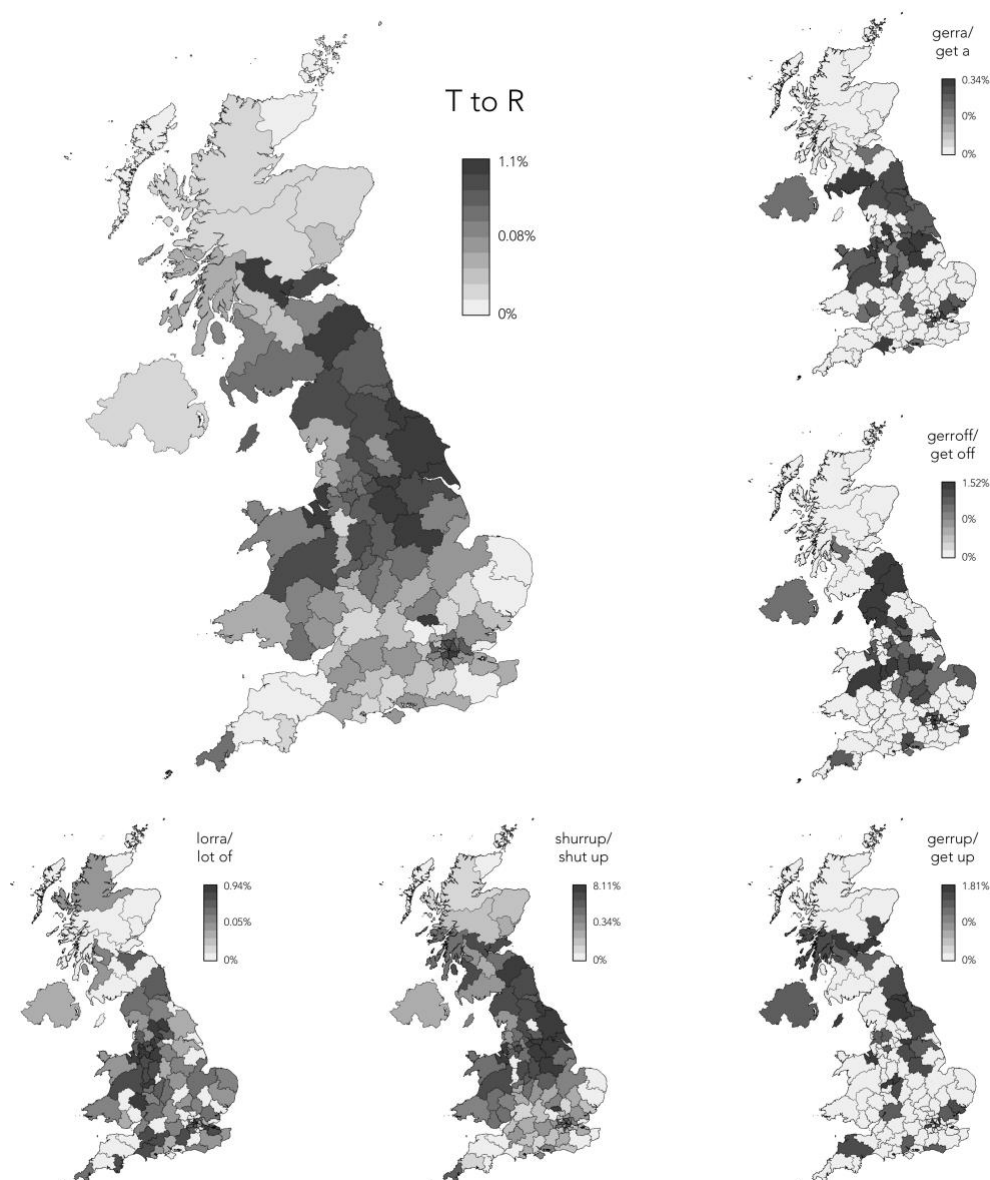 T to R
1.1%
0.08%
0%
gerra/
get a
0.34%
0%
0%
gerroff/
get off
1.52%
0%
0%
lorra/
lot of
0.94%
0.05%
0%
shurrup/
shut up
8.11%
0.34%
0%
gerrup/
get up
1.81%
0%
0%